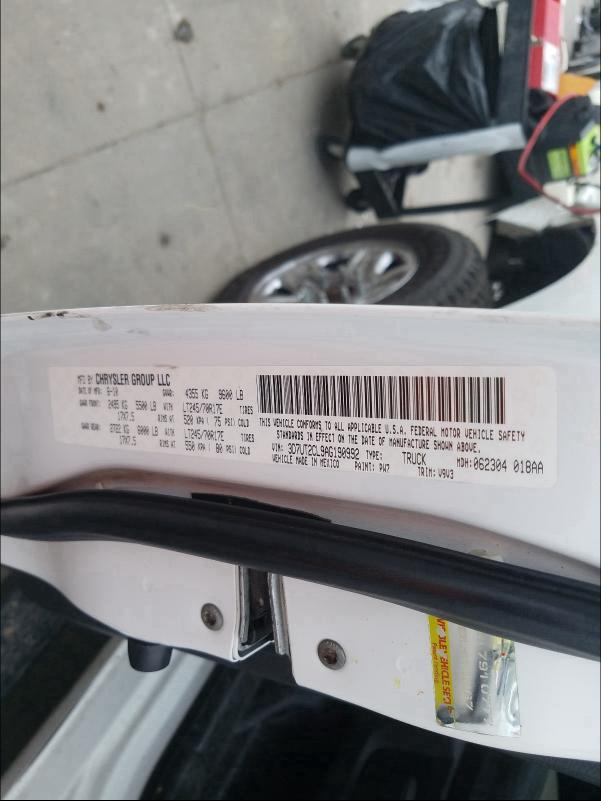 MFD BY CHRYSLER GROUP LLC
DATE OF MFR: 6-10 GVWR: 4355 KG 9600 LB
GAWR FRONT: 2495 KG 5500 LB WITH LT245/70R17E TIRES
17X7.5 RIMS AT 520 KPA( 75 PSI) COLD
GAWR REAR: 2722 KG 6000 LB WITH LT245/70R17E TIRES
17X7.5 RIMS AT 550 KPA( 80 PSI) COLD
THIS VEHICLE CONFORMS TO ALL APPLICABLE U.S.A. FEDERAL MOTOR VEHICLE SAFETY
STANDARDS IN EFFECT ON THE DATE OF MANUFACTURE SHOWN ABOVE.
VIN: 3D7UT2CL9AG190992 TYPE: TRUCK MDH: 062304 018AA
VEHICLE MADE IN MEXICO PAINT: PW7 TRIM: V9V3